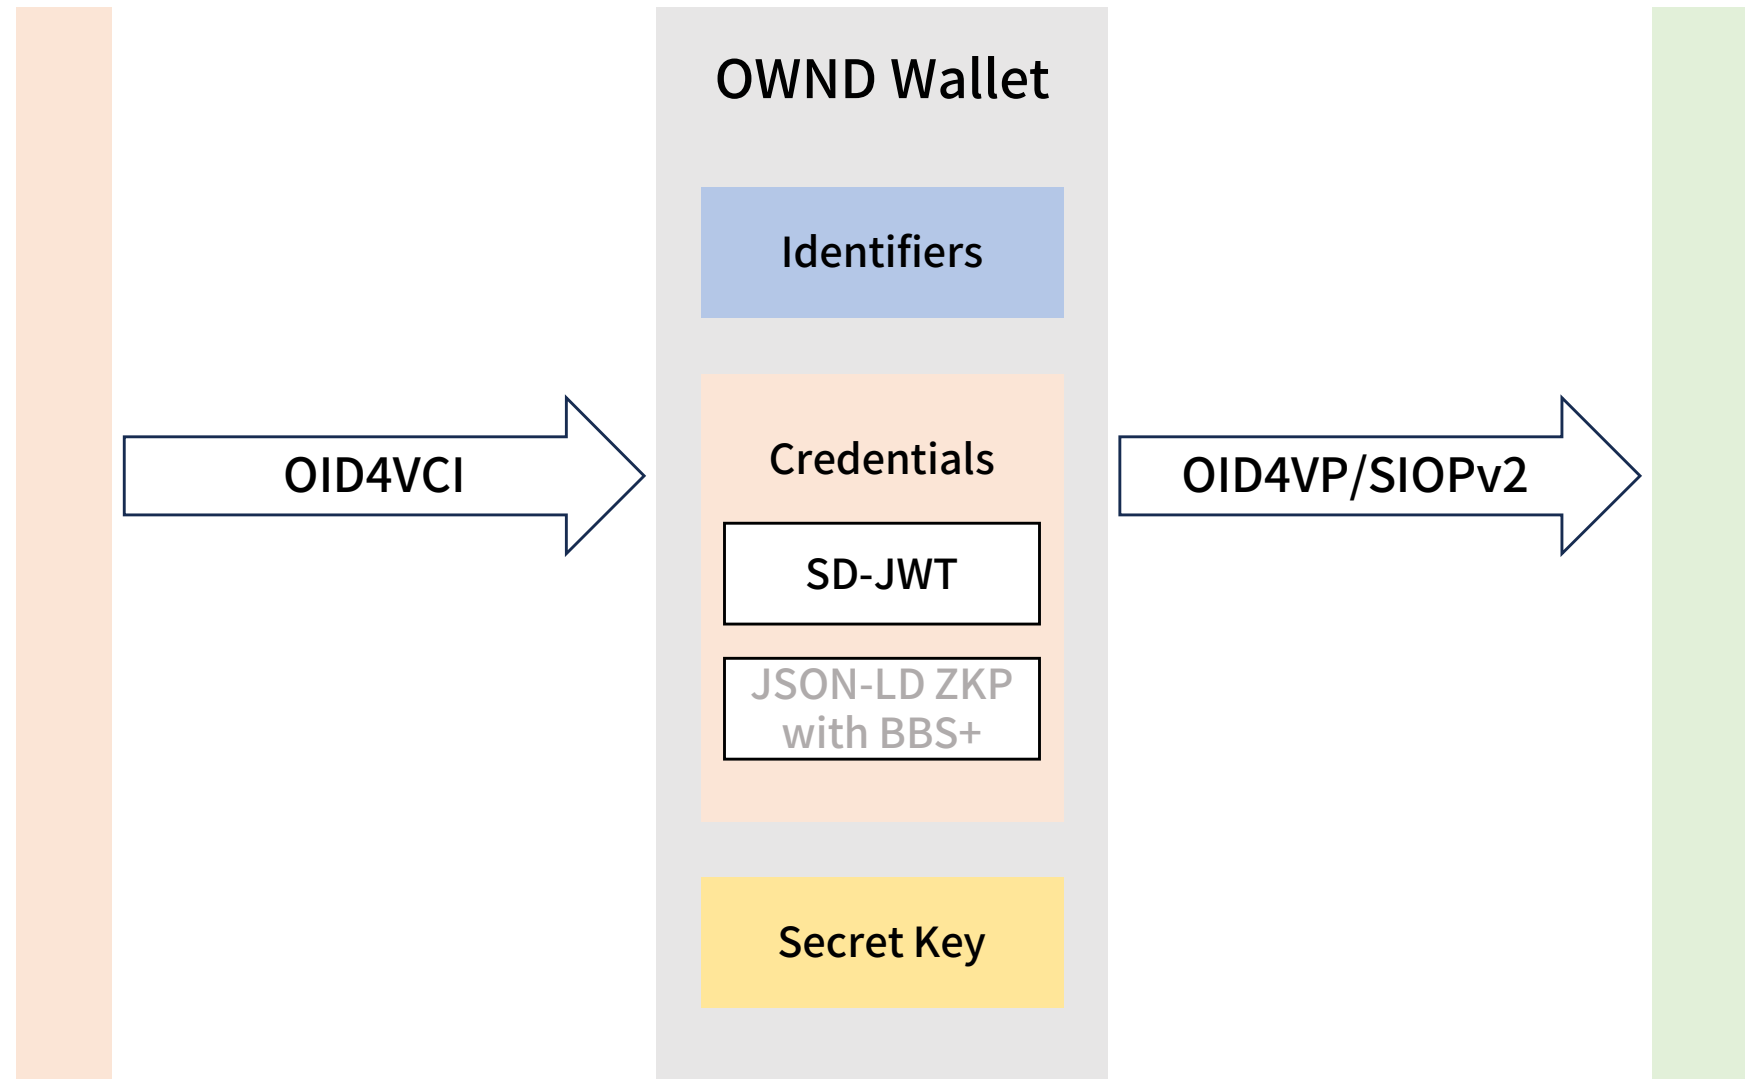 OWND Wallet
Identifiers
OID4VCI
Credentials
OID4VP/SIOPv2
SD-JWT
JSON-LD ZKP
with BBS+
Secret Key